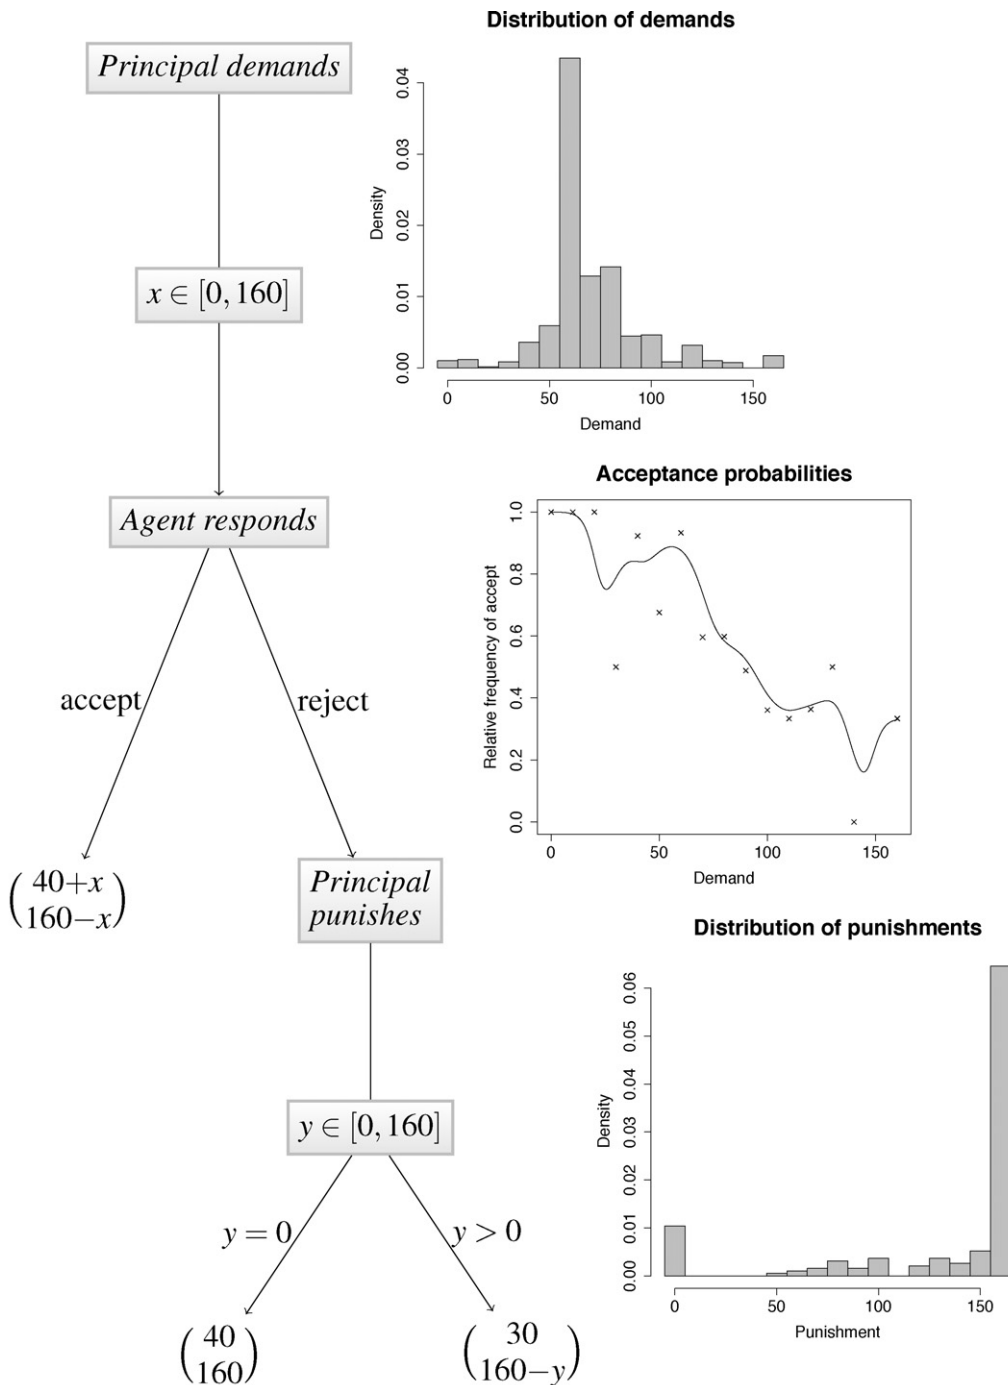 Principal demands
x ∈ [0, 160]
Agent responds
accept
reject
40+x
160−x
Principal
punishes
y ∈ [0, 160]
y = 0
y > 0
40
160
30
160−y
Distribution of demands
Density
0.04
0.03
0.02
0.01
0.00
0 50 100 150
Demand
Acceptance probabilities
Relative frequency of accept
1.0
0.8
0.6
0.4
0.2
0.0
0 50 100 150
Demand
Distribution of punishments
Density
0.06
0.05
0.04
0.03
0.02
0.01
0.00
0 50 100 150
Punishment